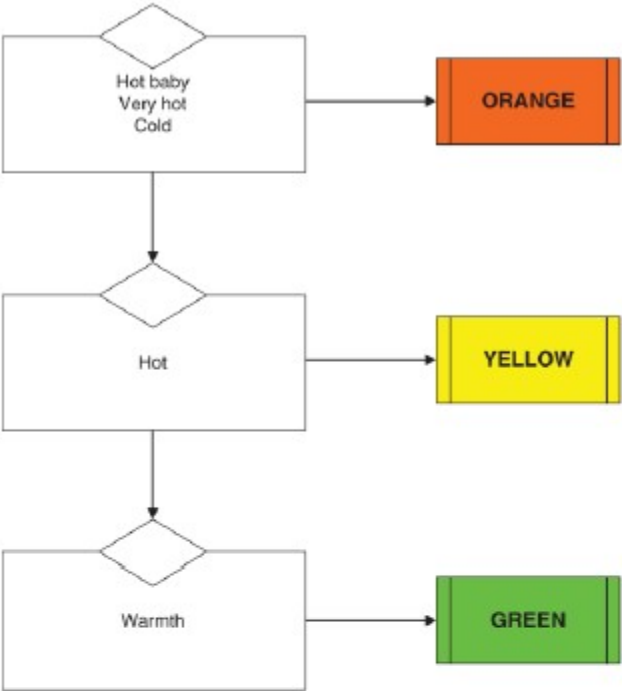 Hot baby
Very hot
Cold
ORANGE
Hot
YELLOW
Warmth
GREEN